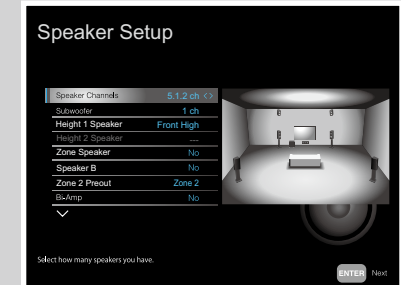 Speaker Setup
Speaker Channels 5.1.2 ch <>
Subwoofer 1 ch
Height 1 Speaker Front High
Height 2 Speaker ---
Zone Speaker No
Speaker B No
Zone 2 Preout Zone 2
Bi-Amp No
Select how many speakers you have.
ENTER Next